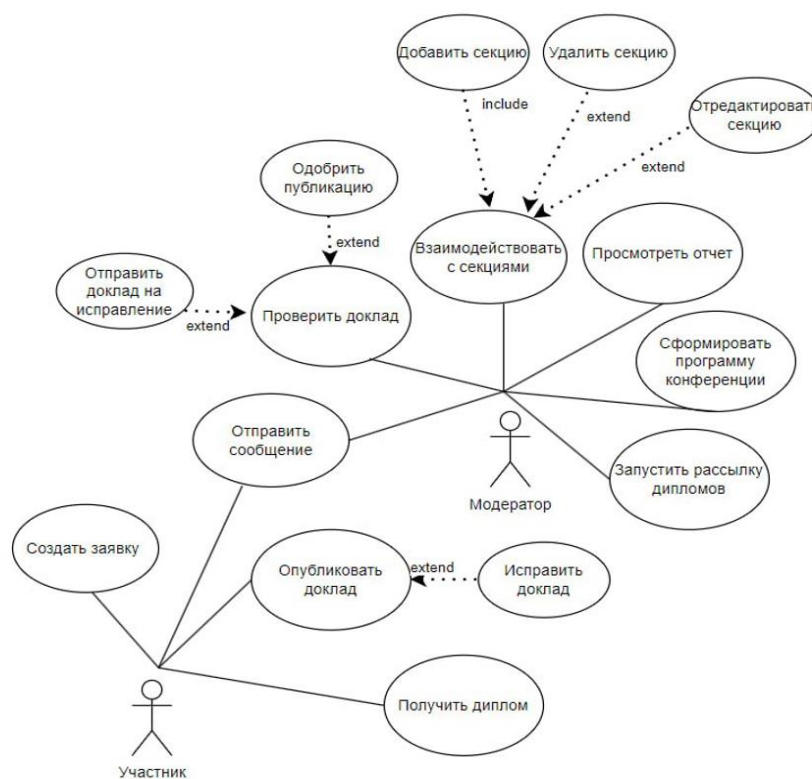 Добавить секцию
Удалить секцию
include
extend
Отредактировать
секцию
extend
Одобрить
публикацию
extend
Взаимодействовать
с секциями
Просмотреть отчет
Отправить
доклад на
исправление
extend
Проверить доклад
Сформировать
программу
конференции
Отправить
сообщение
Запустить рассылку
дипломов
Модератор
Создать заявку
Опубликовать
доклад
extend
Исправить
доклад
Получить диплом
Участник